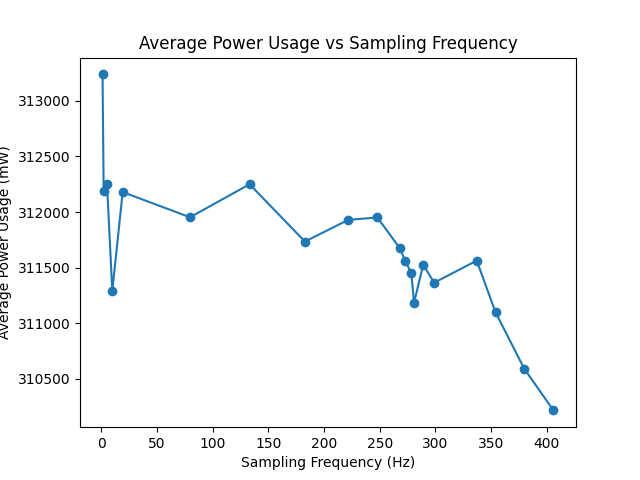 Average Power Usage vs Sampling Frequency
Average Power Usage (mW)
313000
312500
312000
311500
311000
310500
0 50 100 150 200 250 300 350 400
Sampling Frequency (Hz)